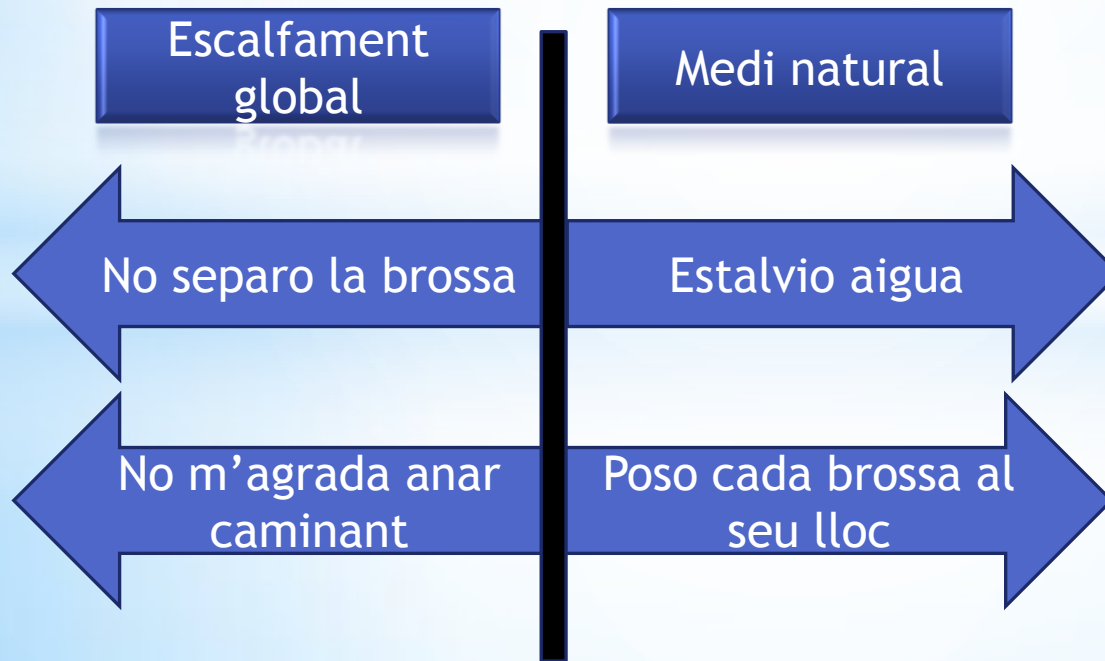 Escalfament
global
Medi natural
No separo la brossa
Estalvio aigua
No m’agrada anar
caminant
Poso cada brossa al
seu lloc